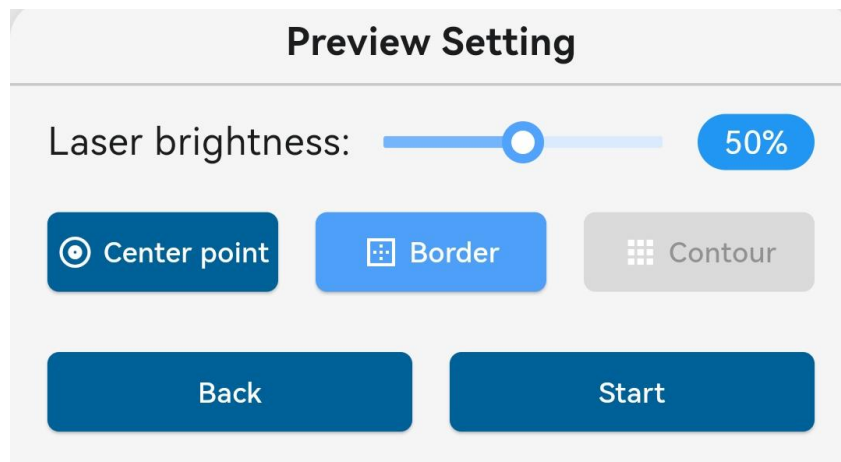 Preview Setting
Laser brightness: 50%
Center point Border Contour
Back Start